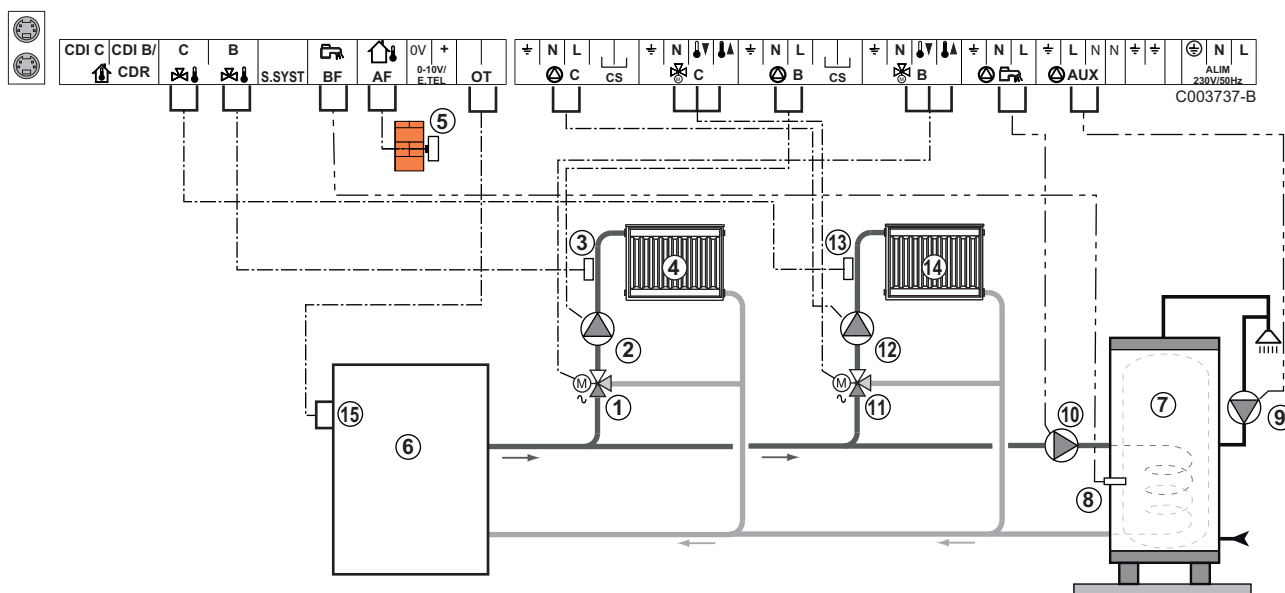 CDI C CDI B/ C B 0V + N L N N L N N L L N N N L
CDR S.SYST BF AF 0-10V/ E.TEL OT C CS C B CS B AUX ALIM 230V/50Hz
C003737-B
5
3 13
4 14
2 12
M M
1 11
15
6
10
7
9
8